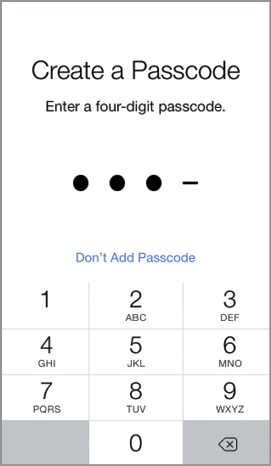 Create a Passcode
Enter a four-digit passcode.
Don't Add Passcode
1 2 3
ABC DEF
4 5 6
GHI JKL MNO
7 8 9
PQRS TUV WXYZ
0